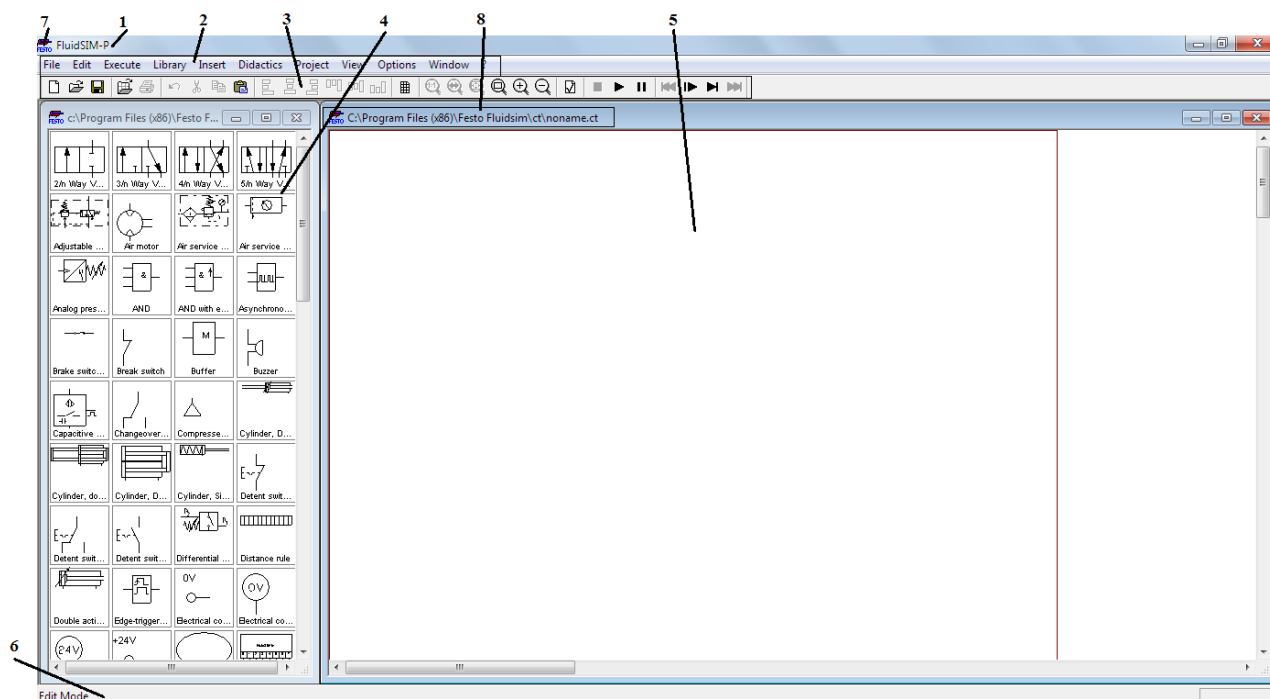 7 1 2 3 4 8 5
FluidSIM-P
File Edit Execute Library Insert Didactics Project View Options Window ?
c:\Program Files (x86)\Festo F...
C:\Program Files (x86)\Festo Fluidsim\ct\noname.ct
2/n Way V... 3/n Way V... 4/n Way V... 5/n Way V...
Adjustable ... Air motor Air service ... Air service ...
Analog pres... AND AND with e... Asynchrono...
Brake switc... Break switch Buffer Buzzer
Capacitive ... Changeover... Compresse... Cylinder, D...
Cylinder, do... Cylinder, D... Cylinder, Si... Detent swit...
Detent swit... Detent swit... Differential ... Distance rule
0V 0V
Double acti... Edge-trigger... Electrical co... Electrical co...
24V +24V
6
Edit Mode